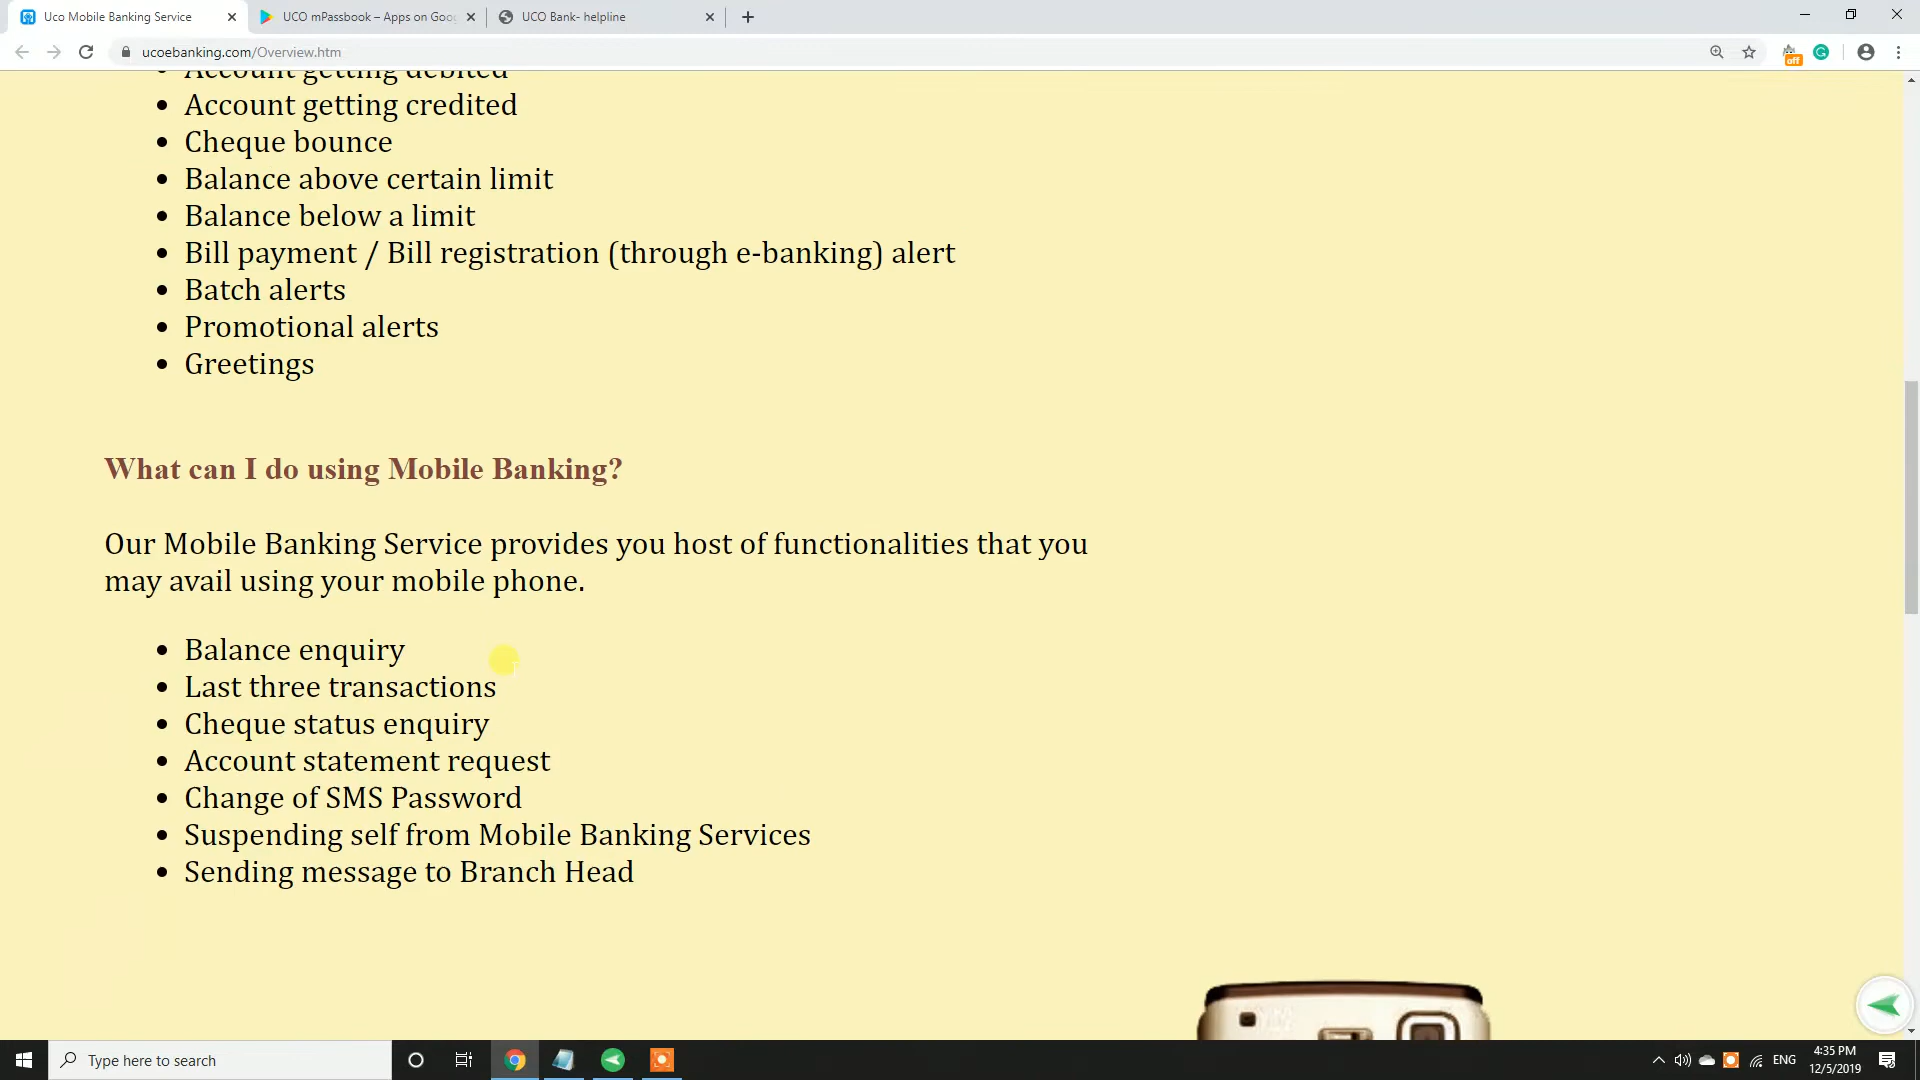 Uco Mobile Banking Service
UCO mPassbook – Apps on Goo
UCO Bank- helpline
ucoebanking.com/Overview.htm
off
Account getting debited
Account getting credited
Cheque bounce
Balance above certain limit
Balance below a limit
Bill payment / Bill registration (through e-banking) alert
Batch alerts
Promotional alerts
Greetings
What can I do using Mobile Banking?
Our Mobile Banking Service provides you host of functionalities that you
may avail using your mobile phone.
Balance enquiry
Last three transactions
Cheque status enquiry
Account statement request
Change of SMS Password
Suspending self from Mobile Banking Services
Sending message to Branch Head
Type here to search
ENG
4:35 PM
12/5/2019